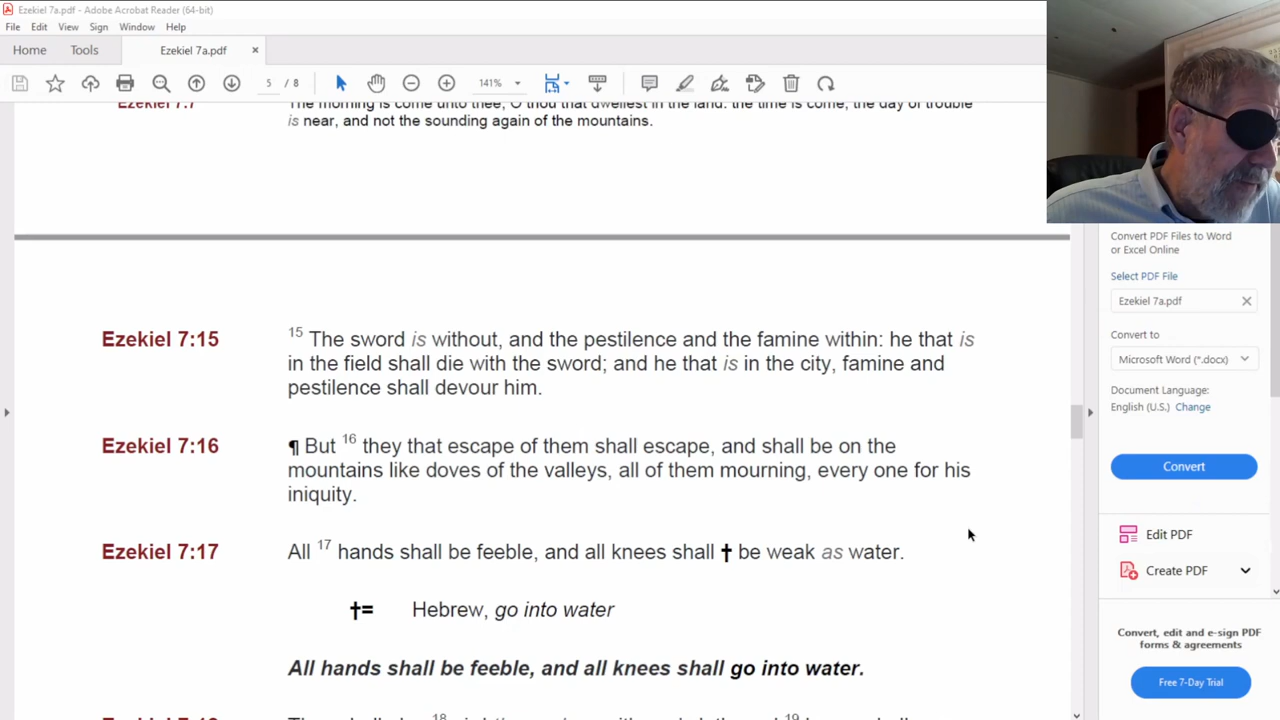 Ezekiel 7a.pdf - Adobe Acrobat Reader (64-bit)
File Edit View Sign Window Help
Home Tools Ezekiel 7a.pdf ×
5 / 8 141%
Ezekiel 7:7 The morning is come unto thee, O thou that dwellest in the land: the time is come, the day of trouble
is near, and not the sounding again of the mountains.
Ezekiel 7:15 15 The sword is without, and the pestilence and the famine within: he that is
in the field shall die with the sword; and he that is in the city, famine and
pestilence shall devour him.
Ezekiel 7:16 ¶ But 16 they that escape of them shall escape, and shall be on the
mountains like doves of the valleys, all of them mourning, every one for his
iniquity.
Ezekiel 7:17 All 17 hands shall be feeble, and all knees shall † be weak as water.
†= Hebrew, go into water
All hands shall be feeble, and all knees shall go into water.
18 19
Convert PDF Files to Word
or Excel Online
Select PDF File
Ezekiel 7a.pdf ×
Convert to
Microsoft Word (*.docx)
Document Language:
English (U.S.) Change
Convert
Edit PDF
Create PDF
Convert, edit and e-sign PDF
forms & agreements
Free 7-Day Trial